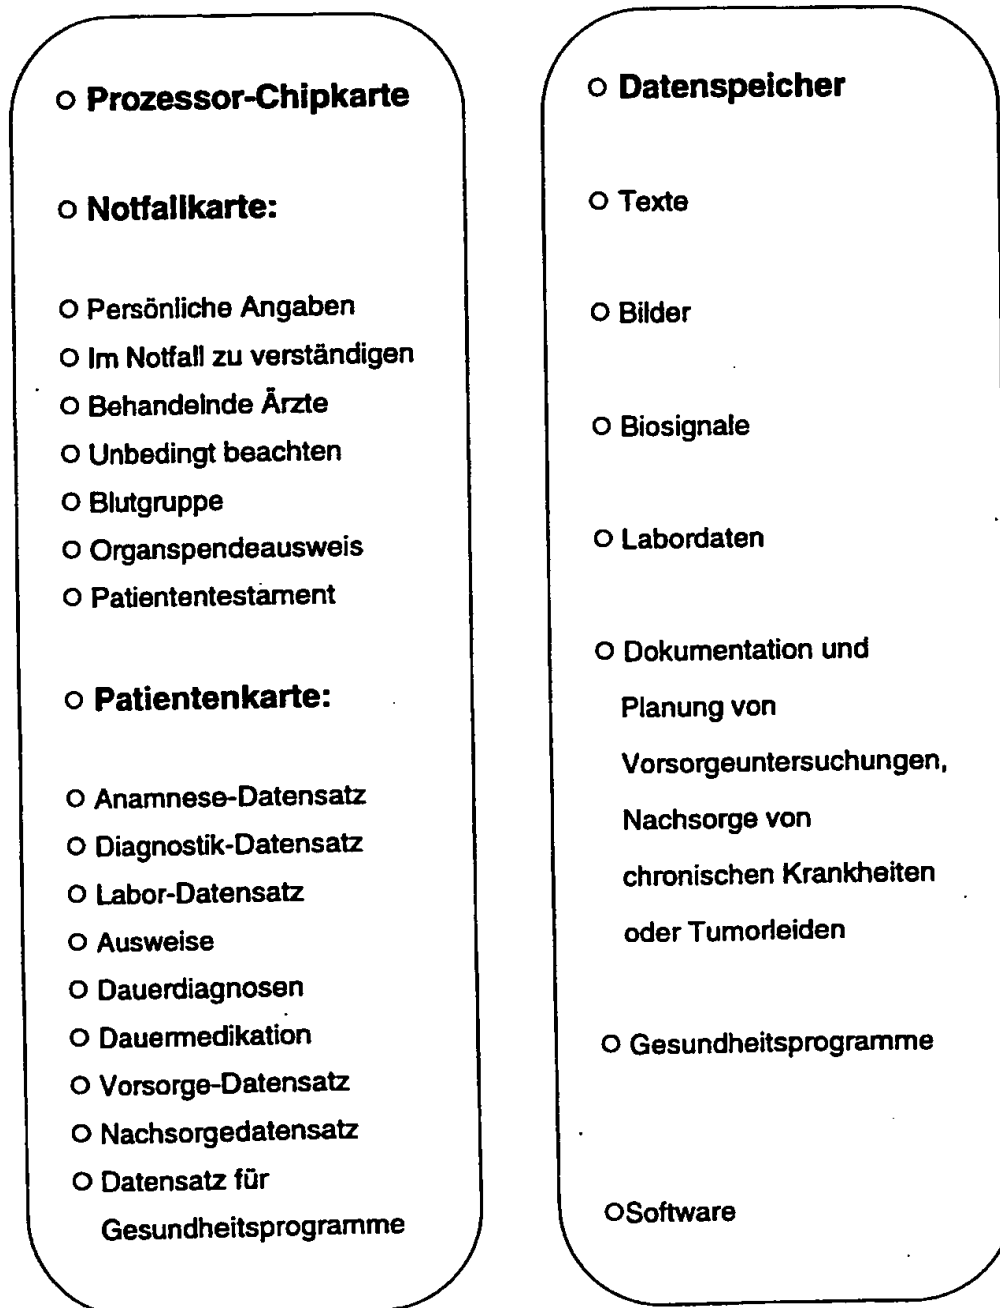 ○ Prozessor-Chipkarte
○ Notfallkarte:
○ Persönliche Angaben
○ Im Notfall zu verständigen
○ Behandelnde Ärzte
○ Unbedingt beachten
○ Blutgruppe
○ Organspendeausweis
○ Patiententestament
○ Patientenkarte:
○ Anamnese-Datensatz
○ Diagnostik-Datensatz
○ Labor-Datensatz
○ Ausweise
○ Dauerdiagnosen
○ Dauermedikation
○ Vorsorge-Datensatz
○ Nachsorgedatensatz
○ Datensatz für
Gesundheitsprogramme
○ Datenspeicher
○ Texte
○ Bilder
○ Biosignale
○ Labordaten
○ Dokumentation und
Planung von
Vorsorgeuntersuchungen,
Nachsorge von
chronischen Krankheiten
oder Tumorleiden
○ Gesundheitsprogramme
○Software